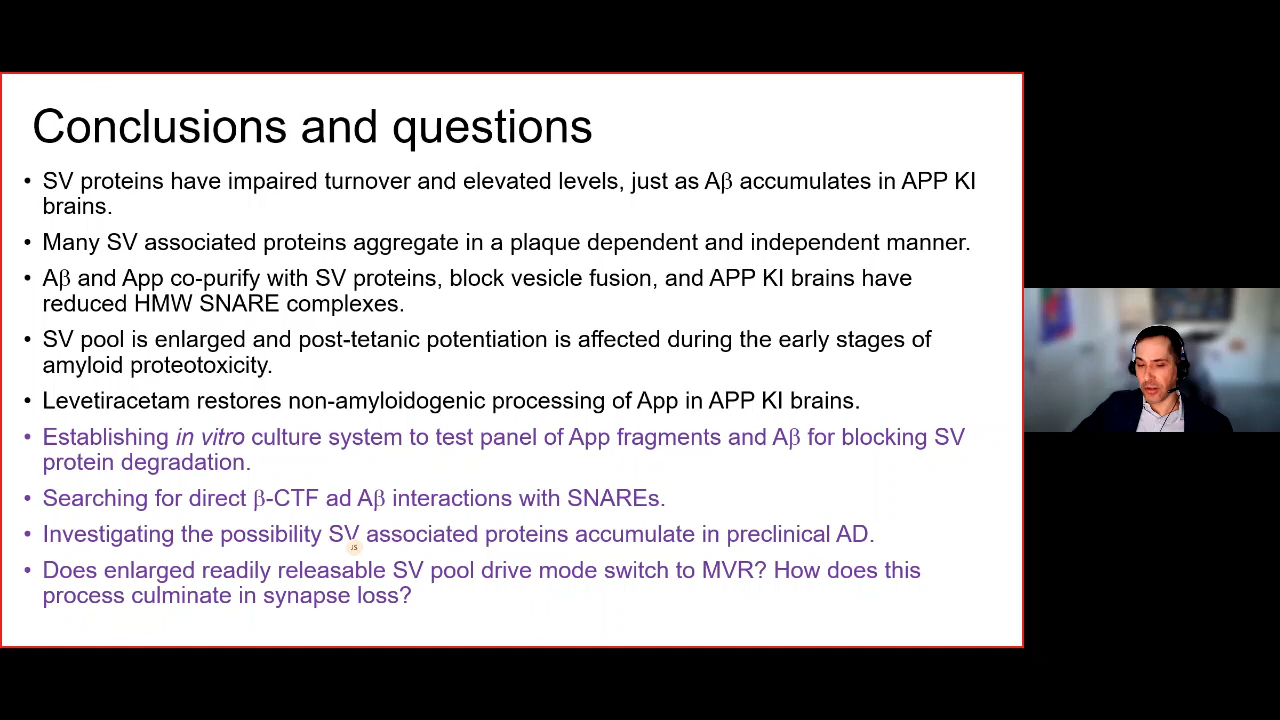 Conclusions and questions
• SV proteins have impaired turnover and elevated levels, just as Aβ accumulates in APP KI
brains.
• Many SV associated proteins aggregate in a plaque dependent and independent manner.
• Aβ and App co-purify with SV proteins, block vesicle fusion, and APP KI brains have
reduced HMW SNARE complexes.
• SV pool is enlarged and post-tetanic potentiation is affected during the early stages of
amyloid proteotoxicity.
• Levetiracetam restores non-amyloidogenic processing of App in APP KI brains.
• Establishing in vitro culture system to test panel of App fragments and Aβ for blocking SV
protein degradation.
• Searching for direct β-CTF ad Aβ interactions with SNAREs.
• Investigating the possibility SV associated proteins accumulate in preclinical AD.
JS
• Does enlarged readily releasable SV pool drive mode switch to MVR? How does this
process culminate in synapse loss?